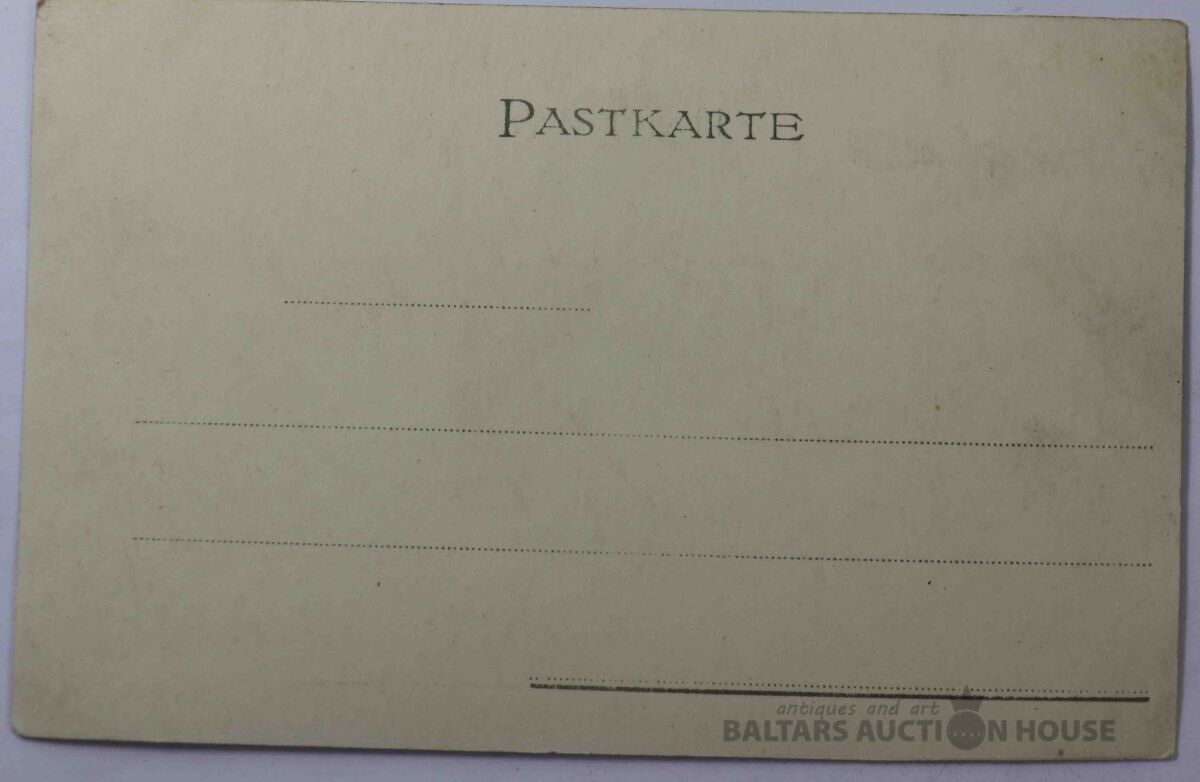 PASTKARTE
antiques and art
BALTARS AUCTION HOUSE